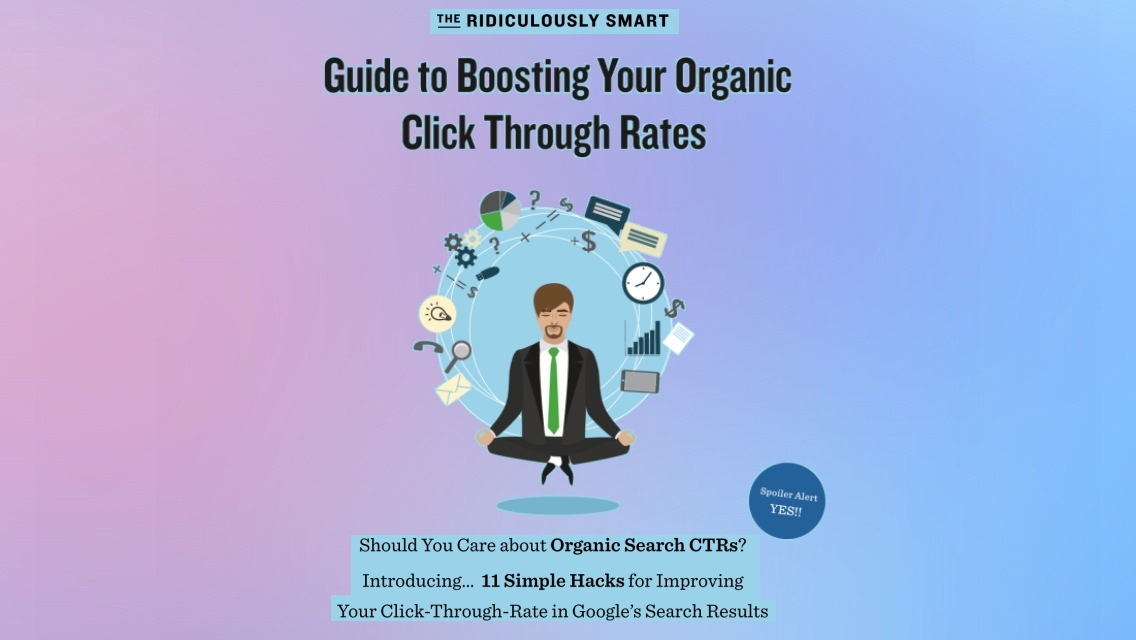 THE RIDICULOUSLY SMART
Guide to Boosting Your Organic
Click Through Rates
? $
? +$
$
$
Spoiler Alert
YES!!
Should You Care about Organic Search CTRs?
Introducing... 11 Simple Hacks for Improving
Your Click-Through-Rate in Google’s Search Results